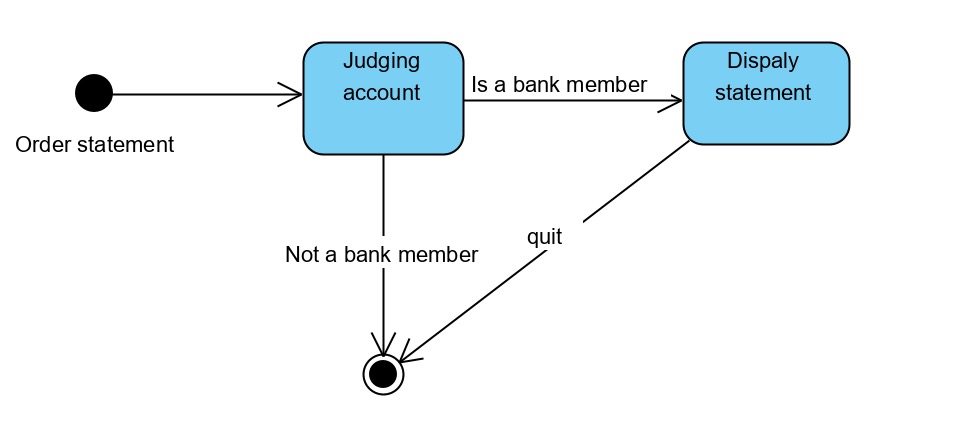 Judging
account
Is a bank member
Dispaly
statement
Order statement
Not a bank member
quit